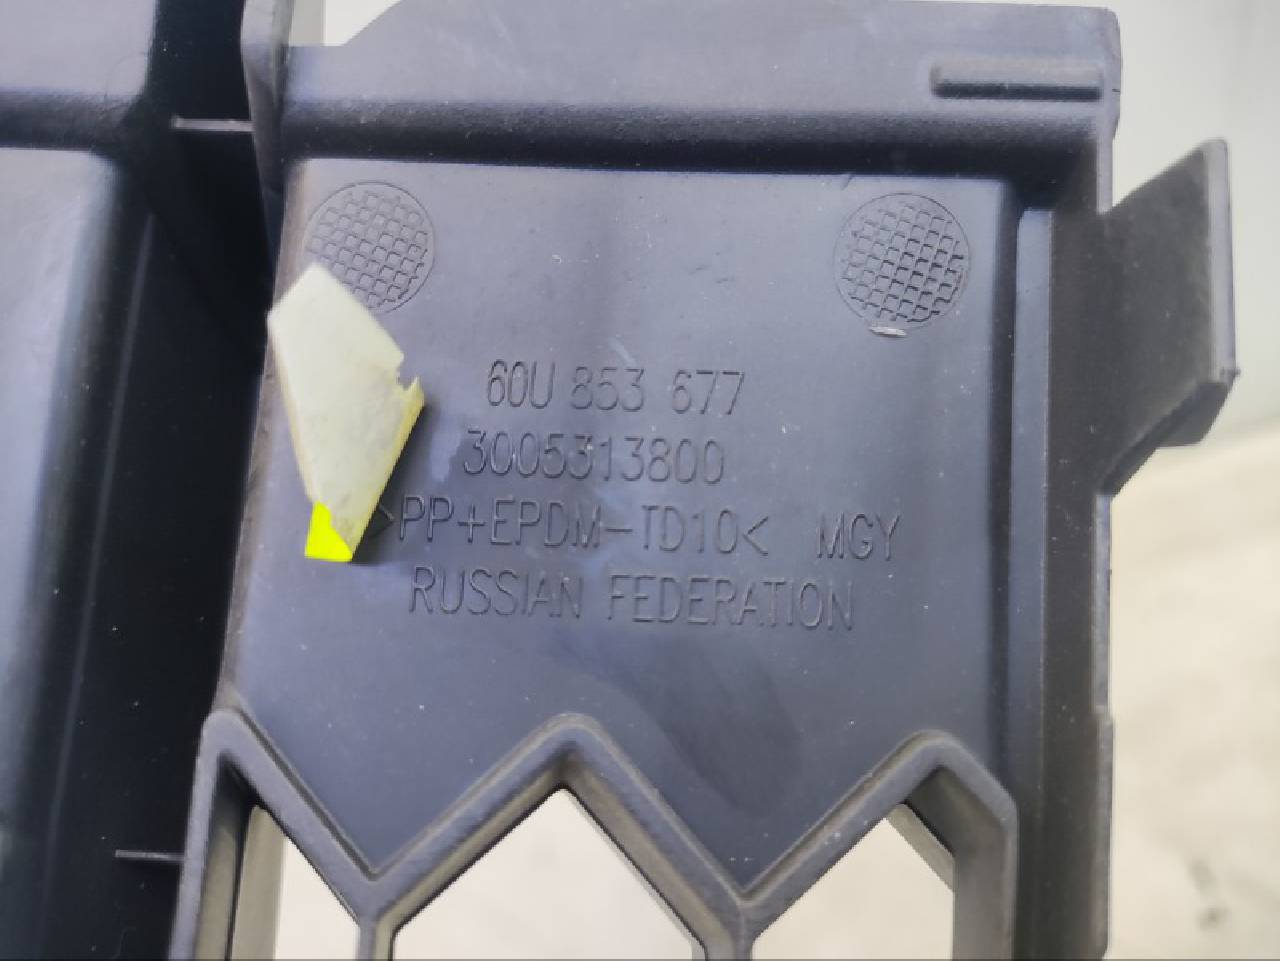 60U 853 677
3005313800
>PP+EPDM-TD10< MGY
RUSSIAN FEDERATION